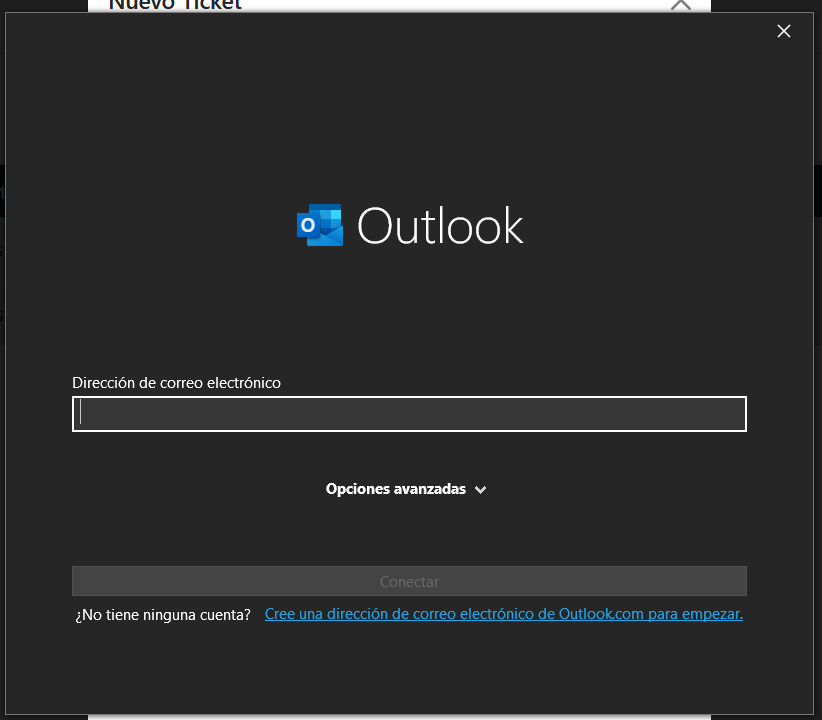 Nuevo Ticket
Outlook
Dirección de correo electrónico
Opciones avanzadas
Conectar
¿No tiene ninguna cuenta? Cree una dirección de correo electrónico de Outlook.com para empezar.